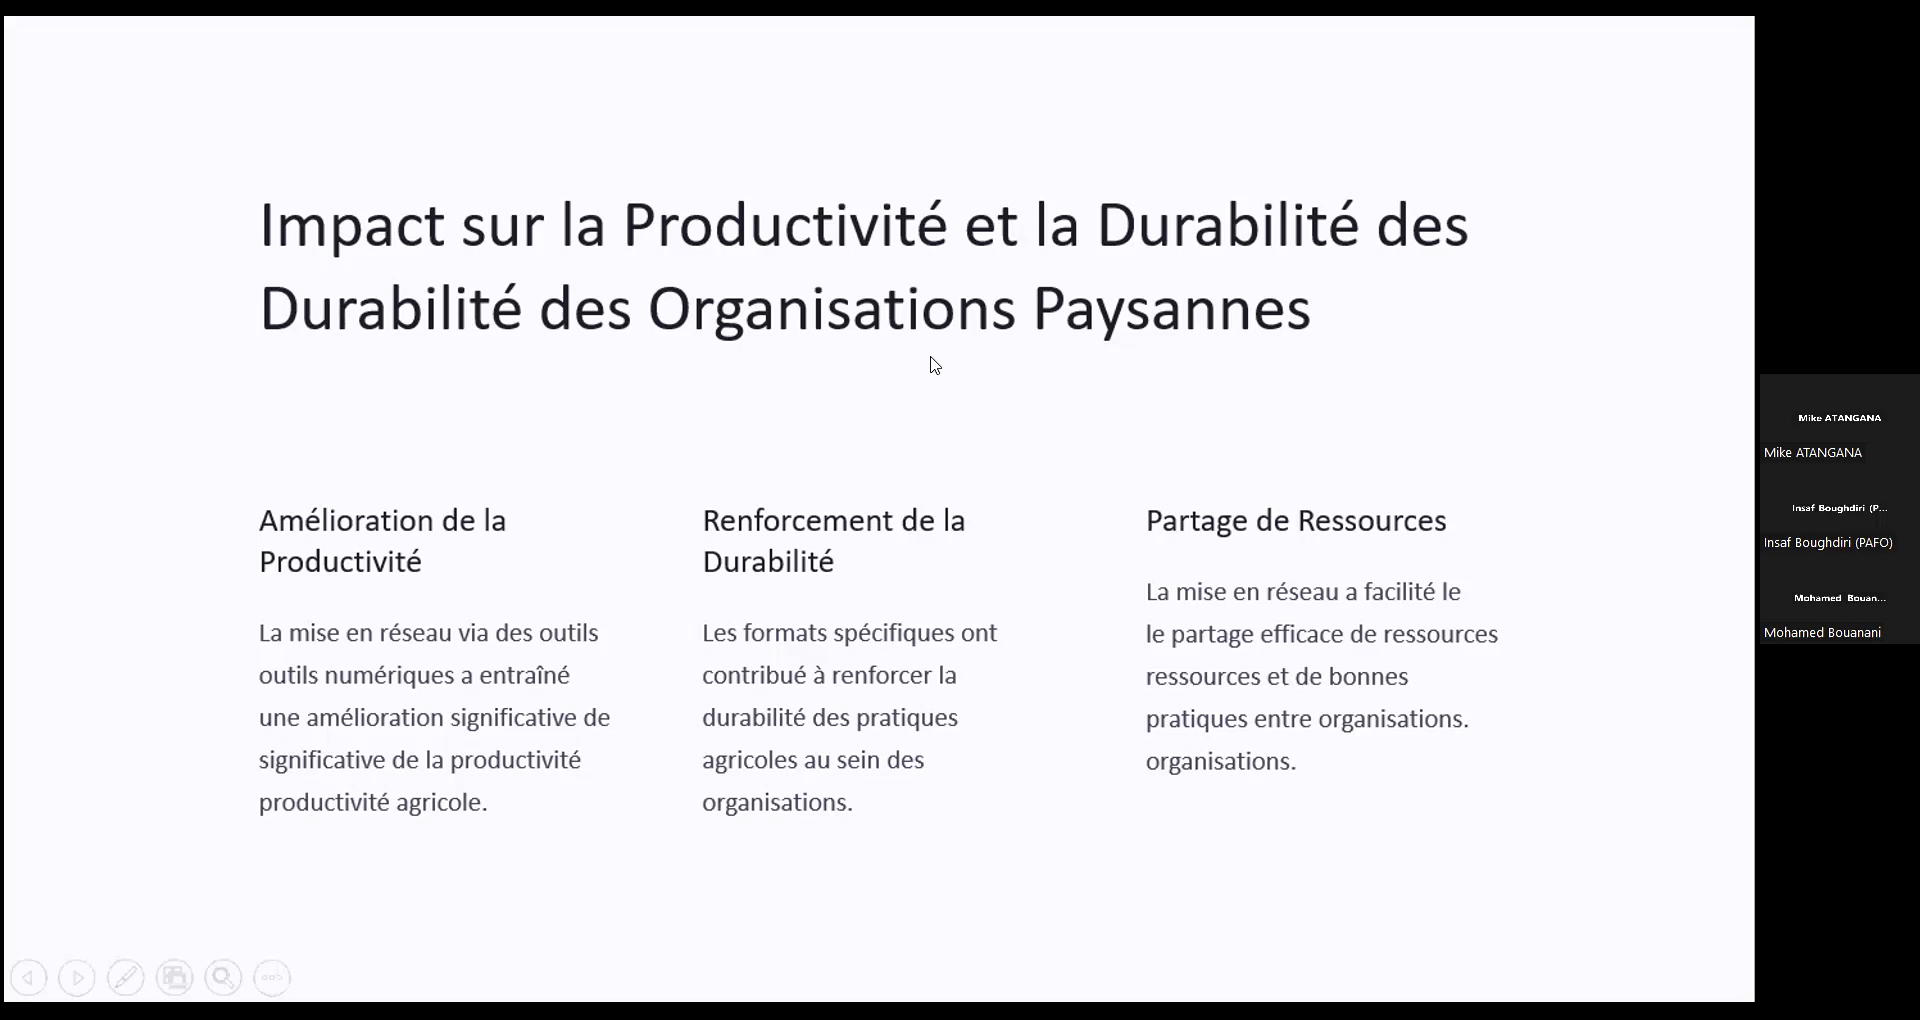 Impact sur la Productivité et la Durabilité des
Durabilité des Organisations Paysannes
Amélioration de la
Productivité
La mise en réseau via des outils
outils numériques a entraîné
une amélioration significative de
significative de la productivité
productivité agricole.
Renforcement de la
Durabilité
Les formats spécifiques ont
contribué à renforcer la
durabilité des pratiques
agricoles au sein des
organisations.
Partage de Ressources
La mise en réseau a facilité le
le partage efficace de ressources
ressources et de bonnes
pratiques entre organisations.
organisations.
Mike ATANGANA
Mike ATANGANA
Insaf Boughdiri (P...
Insaf Boughdiri (PAFO)
Mohamed Bouan...
Mohamed Bouanani